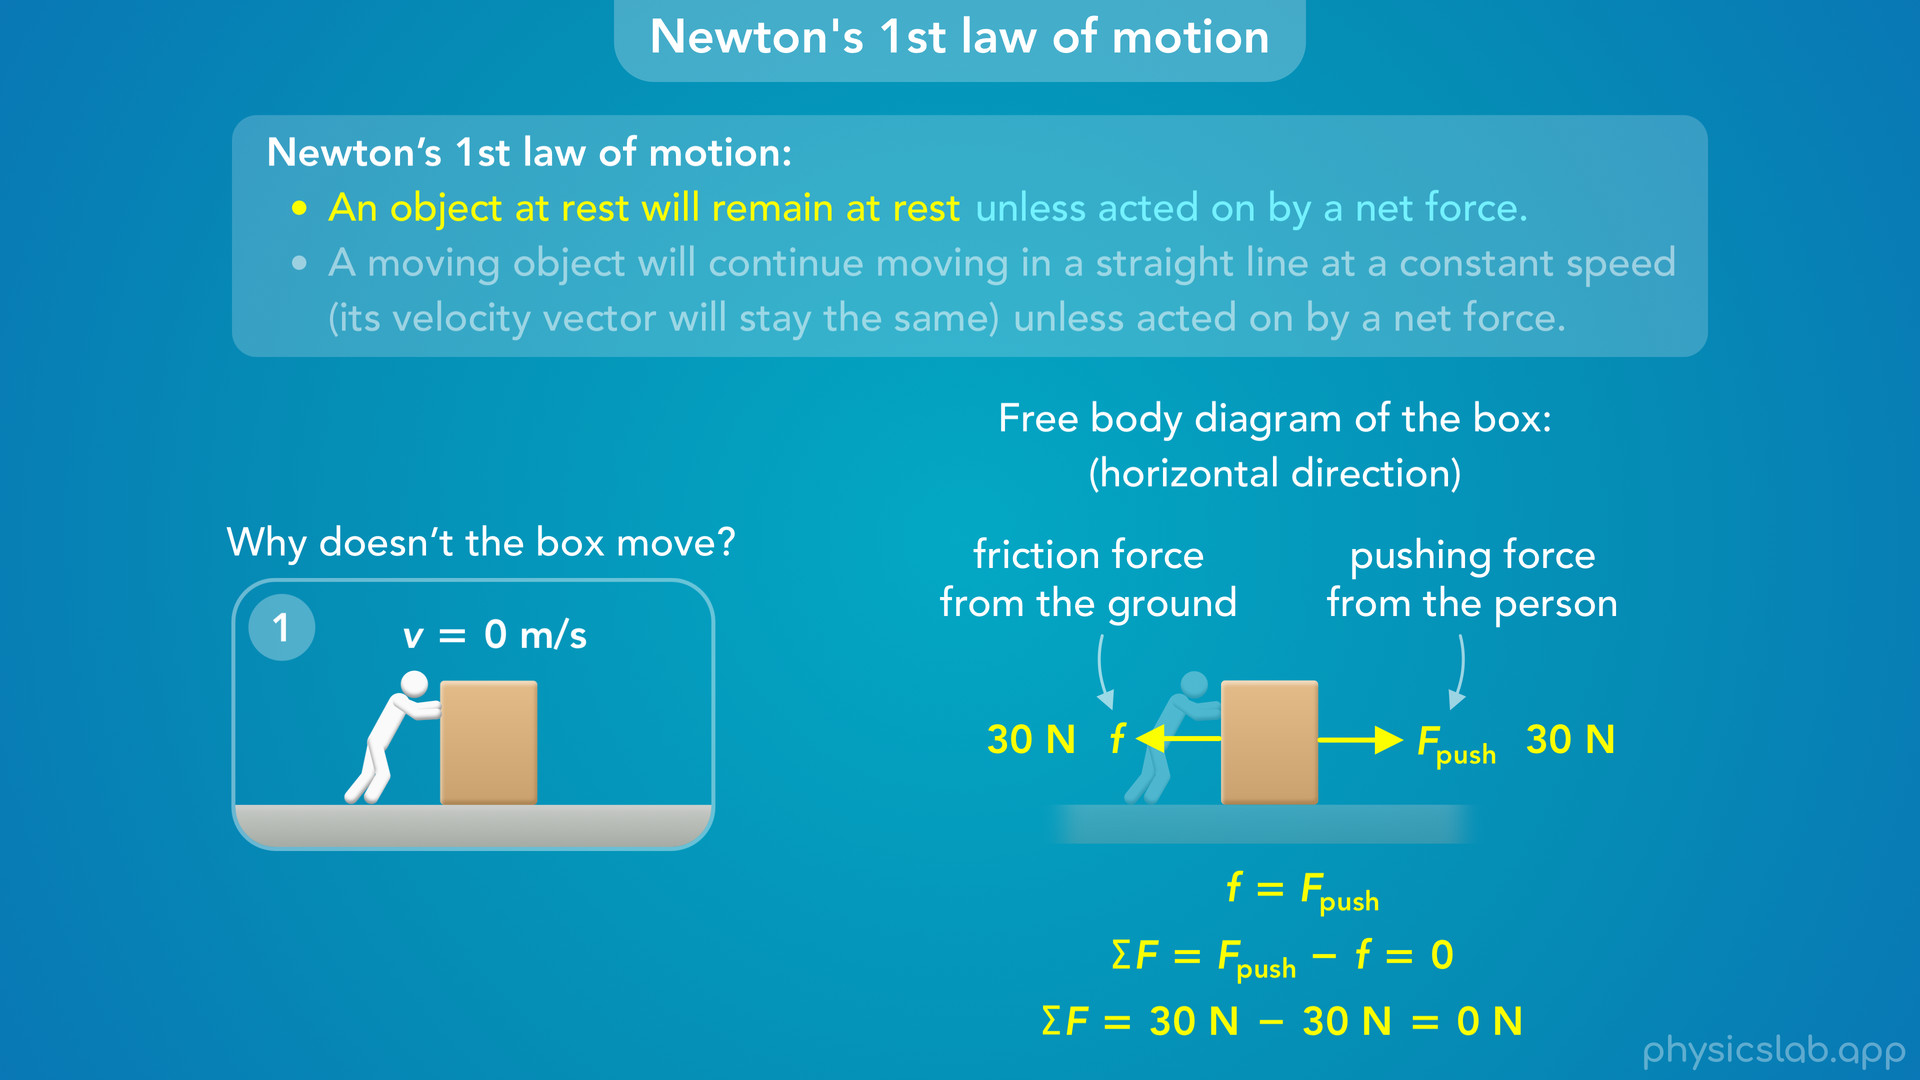 Newton's 1st law of motion
Newton’s 1st law of motion:
• An object at rest will remain at rest unless acted on by a net force.
• A moving object will continue moving in a straight line at a constant speed
(its velocity vector will stay the same) unless acted on by a net force.
Why doesn’t the box move?
1
v = 0 m/s
Free body diagram of the box:
(horizontal direction)
friction force
from the ground
pushing force
from the person
30 N f
F_push 30 N
f = F_push
ΣF = F_push − f = 0
ΣF = 30 N − 30 N = 0 N
physicslab.app